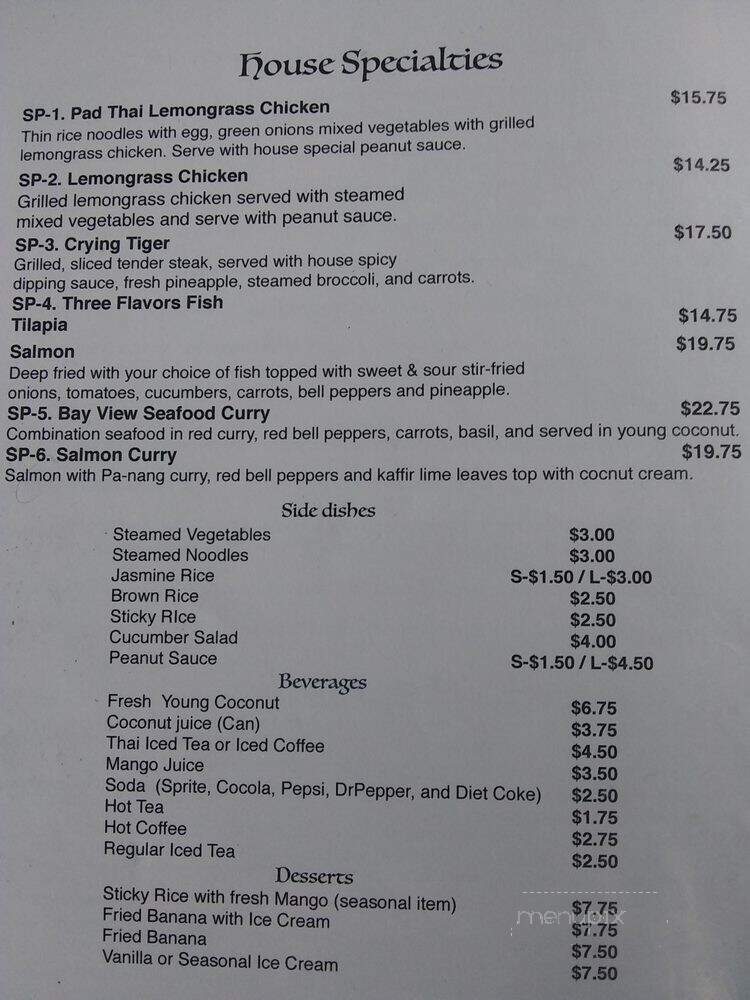 House Specialties
SP-1. Pad Thai Lemongrass Chicken $15.75
Thin rice noodles with egg, green onions mixed vegetables with grilled
lemongrass chicken. Serve with house special peanut sauce.
SP-2. Lemongrass Chicken $14.25
Grilled lemongrass chicken served with steamed
mixed vegetables and serve with peanut sauce.
SP-3. Crying Tiger $17.50
Grilled, sliced tender steak, served with house spicy
dipping sauce, fresh pineapple, steamed broccoli, and carrots.
SP-4. Three Flavors Fish
Tilapia $14.75
Salmon $19.75
Deep fried with your choice of fish topped with sweet & sour stir-fried
onions, tomatoes, cucumbers, carrots, bell peppers and pineapple.
SP-5. Bay View Seafood Curry $22.75
Combination seafood in red curry, red bell peppers, carrots, basil, and served in young coconut.
SP-6. Salmon Curry $19.75
Salmon with Pa-nang curry, red bell peppers and kaffir lime leaves top with cocnut cream.
Side dishes
Steamed Vegetables $3.00
Steamed Noodles $3.00
Jasmine Rice S-$1.50 / L-$3.00
Brown Rice $2.50
Sticky RIce $2.50
Cucumber Salad $4.00
Peanut Sauce S-$1.50 / L-$4.50
Beverages
Fresh Young Coconut $6.75
Coconut juice (Can) $3.75
Thai Iced Tea or Iced Coffee $4.50
Mango Juice $3.50
Soda (Sprite, Cocola, Pepsi, DrPepper, and Diet Coke) $2.50
Hot Tea $1.75
Hot Coffee $2.75
Regular Iced Tea $2.50
Desserts
Sticky Rice with fresh Mango (seasonal item) $7.75
Fried Banana with Ice Cream $7.75
Fried Banana $7.50
Vanilla or Seasonal Ice Cream $7.50
menupix